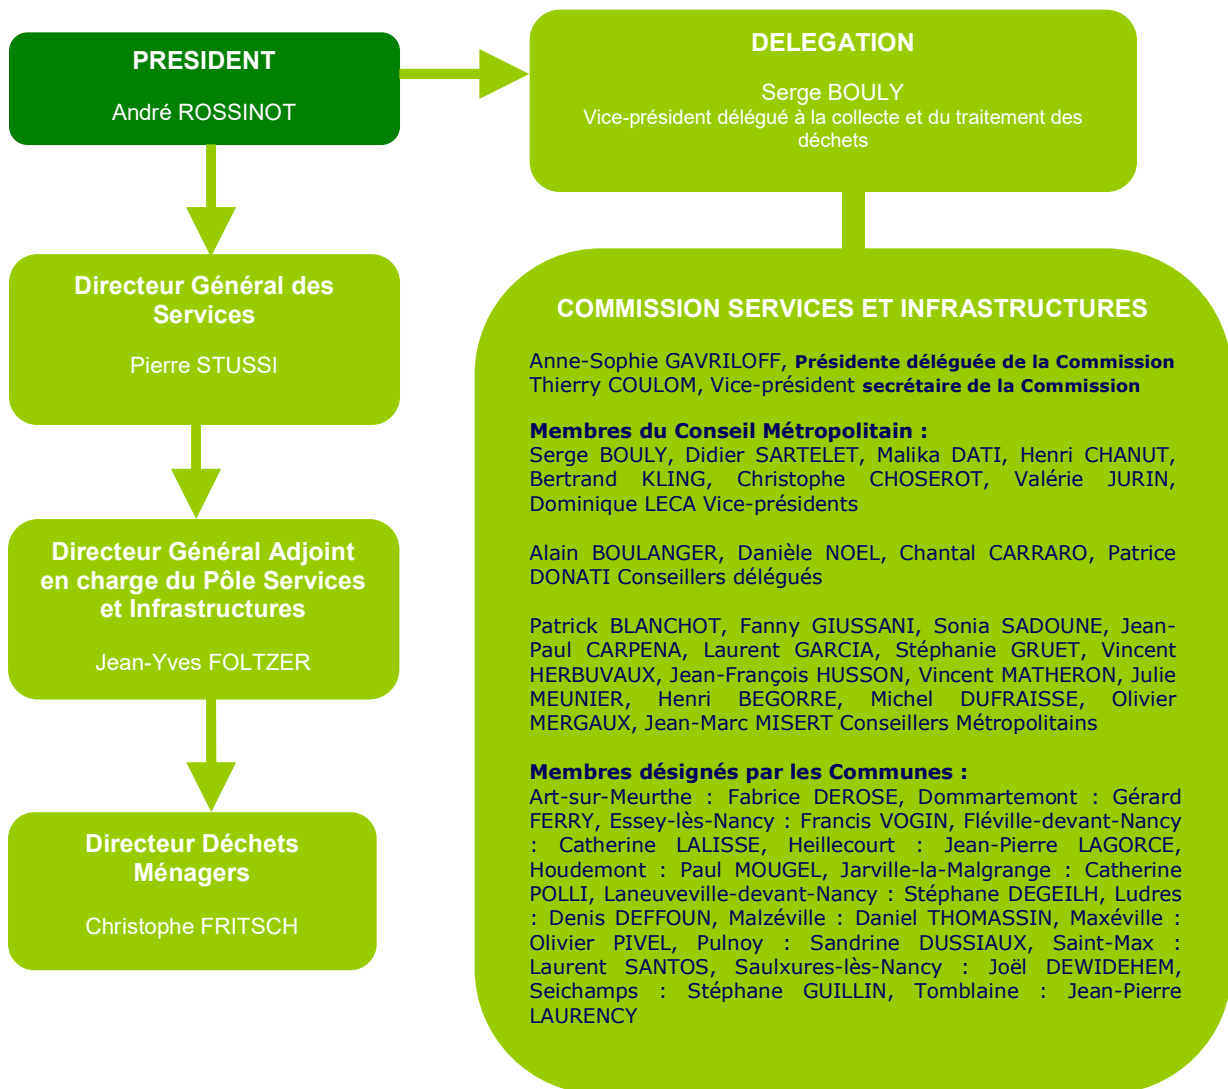 PRESIDENT
André ROSSINOT
DELEGATION
Serge BOULY
Vice-président délégué à la collecte et du traitement des
déchets
Directeur Général des
Services
Pierre STUSSI
Directeur Général Adjoint
en charge du Pôle Services
et Infrastructures
Jean-Yves FOLTZER
Directeur Déchets
Ménagers
Christophe FRITSCH
COMMISSION SERVICES ET INFRASTRUCTURES
Anne-Sophie GAVRILOFF, Présidente déléguée de la Commission
Thierry COULOM, Vice-président secrétaire de la Commission
Membres du Conseil Métropolitain :
Serge BOULY, Didier SARTELET, Malika DATI, Henri CHANUT,
Bertrand KLING, Christophe CHOSEROT, Valérie JURIN,
Dominique LECA Vice-présidents
Alain BOULANGER, Danièle NOEL, Chantal CARRARO, Patrice
DONATI Conseillers délégués
Patrick BLANCHOT, Fanny GIUSSANI, Sonia SADOUNE, Jean-
Paul CARPENA, Laurent GARCIA, Stéphanie GRUET, Vincent
HERBUVAUX, Jean-François HUSSON, Vincent MATHERON, Julie
MEUNIER, Henri BEGORRE, Michel DUFRAISSE, Olivier
MERGAUX, Jean-Marc MISERT Conseillers Métropolitains
Membres désignés par les Communes :
Art-sur-Meurthe : Fabrice DEROSE, Dommartemont : Gérard
FERRY, Essey-lès-Nancy : Francis VOGIN, Fléville-devant-Nancy
: Catherine LALISSE, Heillecourt : Jean-Pierre LAGORCE,
Houdemont : Paul MOUGEL, Jarville-la-Malgrange : Catherine
POLLI, Laneuveville-devant-Nancy : Stéphane DEGEILH, Ludres
: Denis DEFFOUN, Malzéville : Daniel THOMASSIN, Maxéville :
Olivier PIVEL, Pulnoy : Sandrine DUSSIAUX, Saint-Max :
Laurent SANTOS, Saulxures-lès-Nancy : Joël DEWIDEHEM,
Seichamps : Stéphane GUILLIN, Tomblaine : Jean-Pierre
LAURENCY